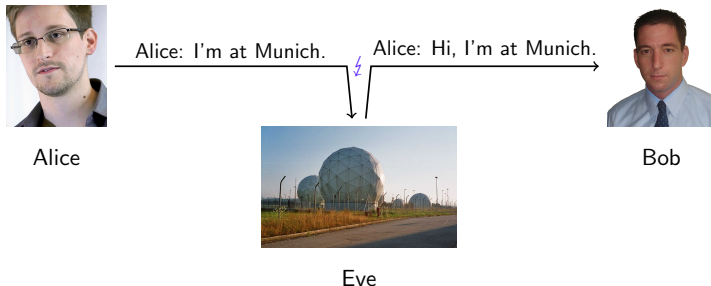 Alice: I'm at Munich.
Alice: Hi, I'm at Munich.
Alice
Bob
Eve